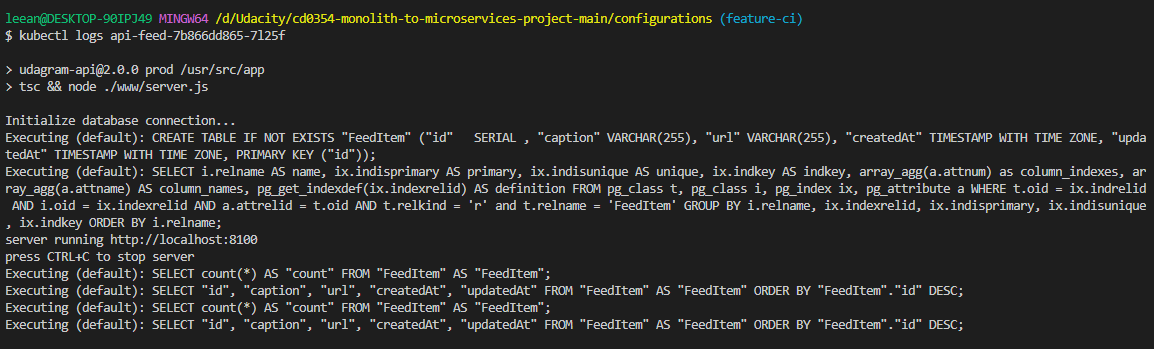 leean@DESKTOP-90IPJ49 MINGW64 /d/Udacity/cd0354-monolith-to-microservices-project-main/configurations (feature-ci)
$ kubectl logs api-feed-7b866dd865-7l25f
> udagram-api@2.0.0 prod /usr/src/app
> tsc && node ./www/server.js
Initialize database connection...
Executing (default): CREATE TABLE IF NOT EXISTS "FeedItem" ("id"   SERIAL , "caption" VARCHAR(255), "url" VARCHAR(255), "createdAt" TIMESTAMP WITH TIME ZONE, "upda
tedAt" TIMESTAMP WITH TIME ZONE, PRIMARY KEY ("id"));
Executing (default): SELECT i.relname AS name, ix.indisprimary AS primary, ix.indisunique AS unique, ix.indkey AS indkey, array_agg(a.attnum) as column_indexes, ar
ray_agg(a.attname) AS column_names, pg_get_indexdef(ix.indexrelid) AS definition FROM pg_class t, pg_class i, pg_index ix, pg_attribute a WHERE t.oid = ix.indrelid
 AND i.oid = ix.indexrelid AND a.attrelid = t.oid AND t.relkind = 'r' and t.relname = 'FeedItem' GROUP BY i.relname, ix.indexrelid, ix.indisprimary, ix.indisunique
, ix.indkey ORDER BY i.relname;
server running http://localhost:8100
press CTRL+C to stop server
Executing (default): SELECT count(*) AS "count" FROM "FeedItem" AS "FeedItem";
Executing (default): SELECT "id", "caption", "url", "createdAt", "updatedAt" FROM "FeedItem" AS "FeedItem" ORDER BY "FeedItem"."id" DESC;
Executing (default): SELECT count(*) AS "count" FROM "FeedItem" AS "FeedItem";
Executing (default): SELECT "id", "caption", "url", "createdAt", "updatedAt" FROM "FeedItem" AS "FeedItem" ORDER BY "FeedItem"."id" DESC;